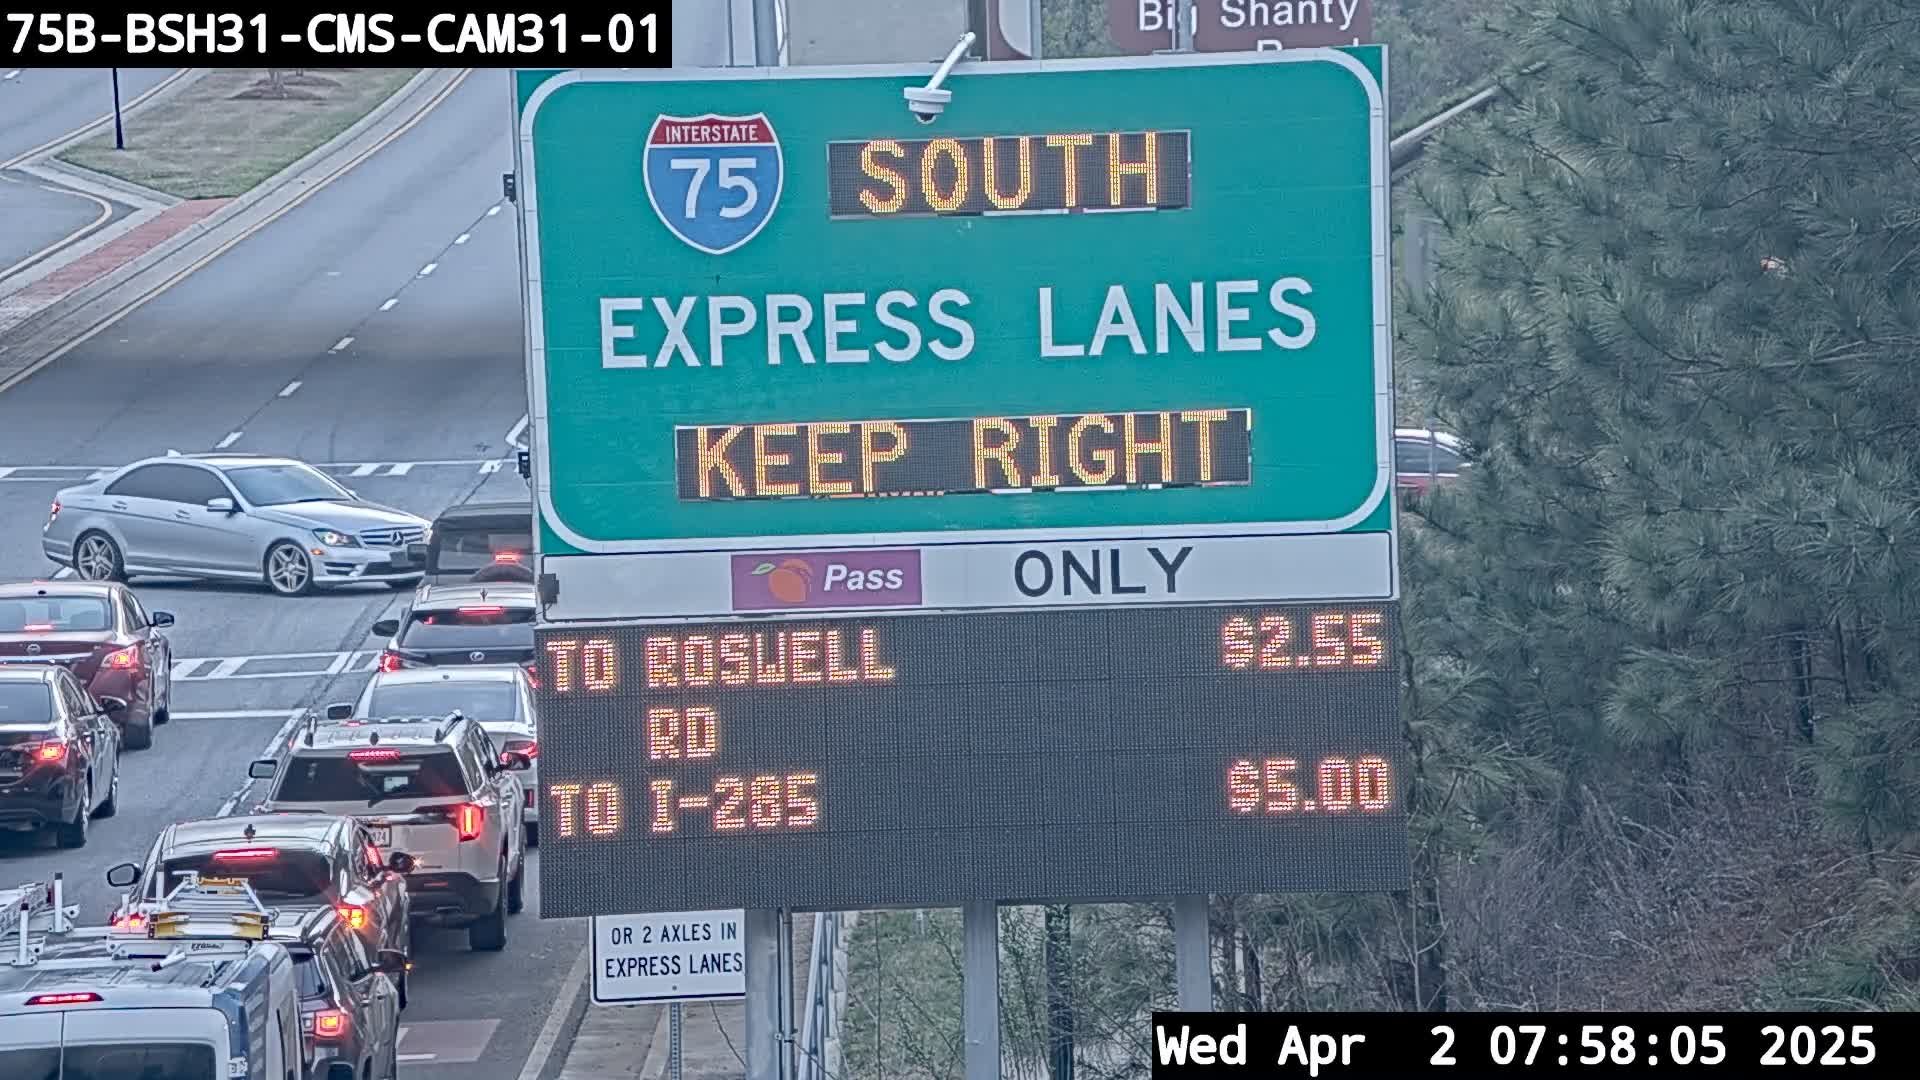 75B-BSH31-CMS-CAM31-01
Big Shanty
Road
INTERSTATE
75
SOUTH
EXPRESS LANES
KEEP RIGHT
Pass ONLY
TO ROSWELL $2.55
RD
TO I-285 $5.00
OR 2 AXLES IN
EXPRESS LANES
Wed Apr 2 07:58:05 2025